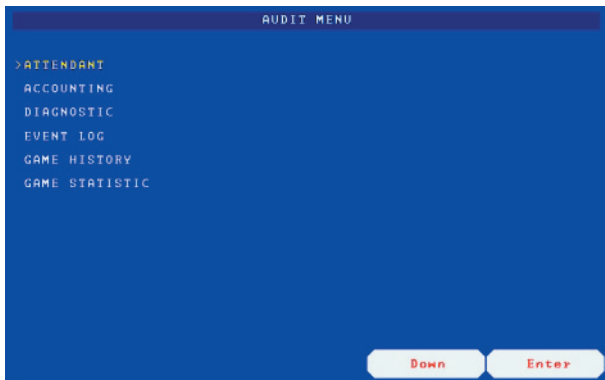 AUDIT MENU
>ATTENDANT
ACCOUNTING
DIAGNOSTIC
EVENT LOG
GAME HISTORY
GAME STATISTIC
Down Enter